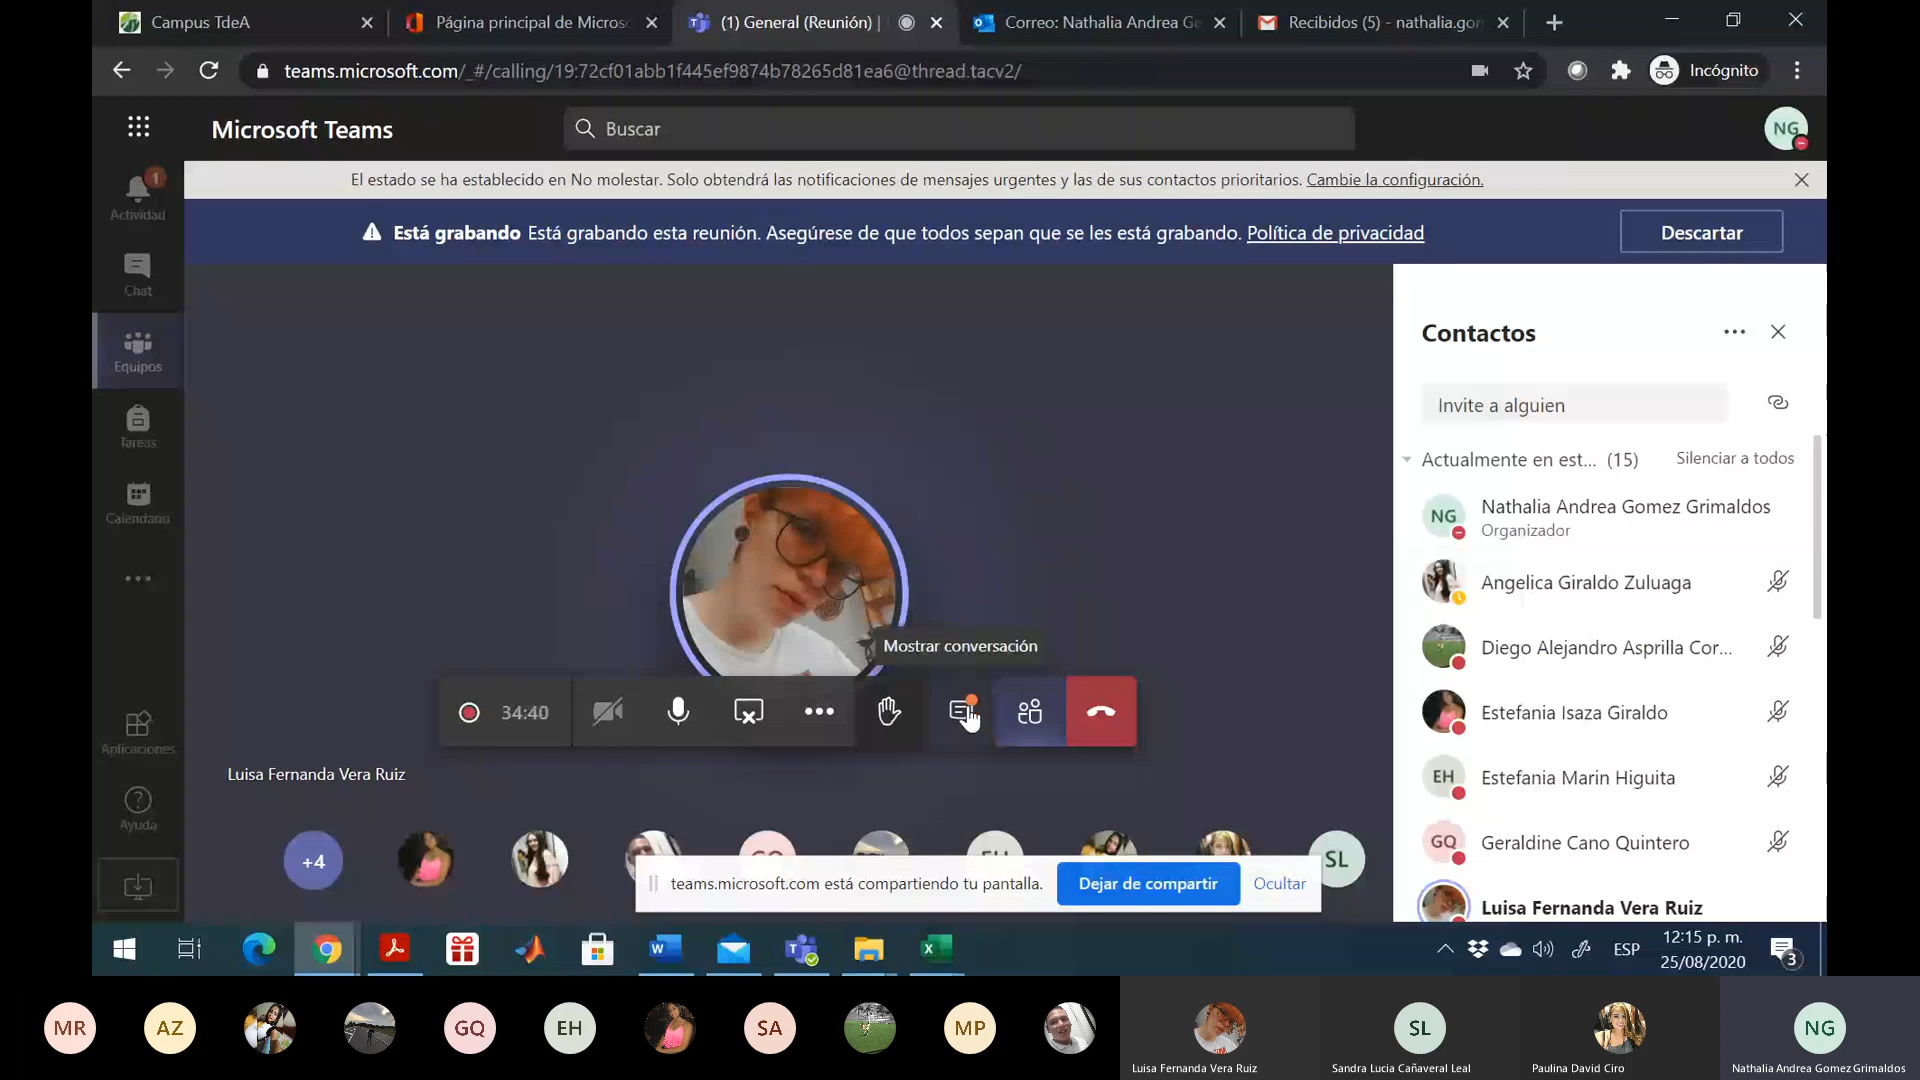 Campus TdeA
Página principal de Micros
(1) General (Reunión) |
Correo: Nathalia Andrea Ge
Recibidos (5) - nathalia.gon
teams.microsoft.com/_#/calling/19:72cf01abb1f445ef9874b78265d81ea6@thread.tacv2/
Incógnito
Microsoft Teams
Buscar
NG
El estado se ha establecido en No molestar. Solo obtendrá las notificaciones de mensajes urgentes y las de sus contactos prioritarios. Cambie la configuración.
Está grabando Está grabando esta reunión. Asegúrese de que todos sepan que se les está grabando. Política de privacidad
Descartar
1
Actividad
Chat
Equipos
Tareas
Calendario
Aplicaciones
Ayuda
Mostrar conversación
34:40
Luisa Fernanda Vera Ruiz
+4
GQ
EH
SL
teams.microsoft.com está compartiendo tu pantalla.
Dejar de compartir
Ocultar
Contactos
Invite a alguien
Actualmente en est... (15)
Silenciar a todos
NG
Nathalia Andrea Gomez Grimaldos
Organizador
Angelica Giraldo Zuluaga
Diego Alejandro Asprilla Cor...
Estefania Isaza Giraldo
EH
Estefania Marin Higuita
GQ
Geraldine Cano Quintero
Luisa Fernanda Vera Ruiz
ESP
12:15 p. m.
25/08/2020
3
MR
AZ
GQ
EH
SA
MP
SL
NG
Luisa Fernanda Vera Ruiz
Sandra Lucia Cañaveral Leal
Paulina David Ciro
Nathalia Andrea Gomez Grimaldos